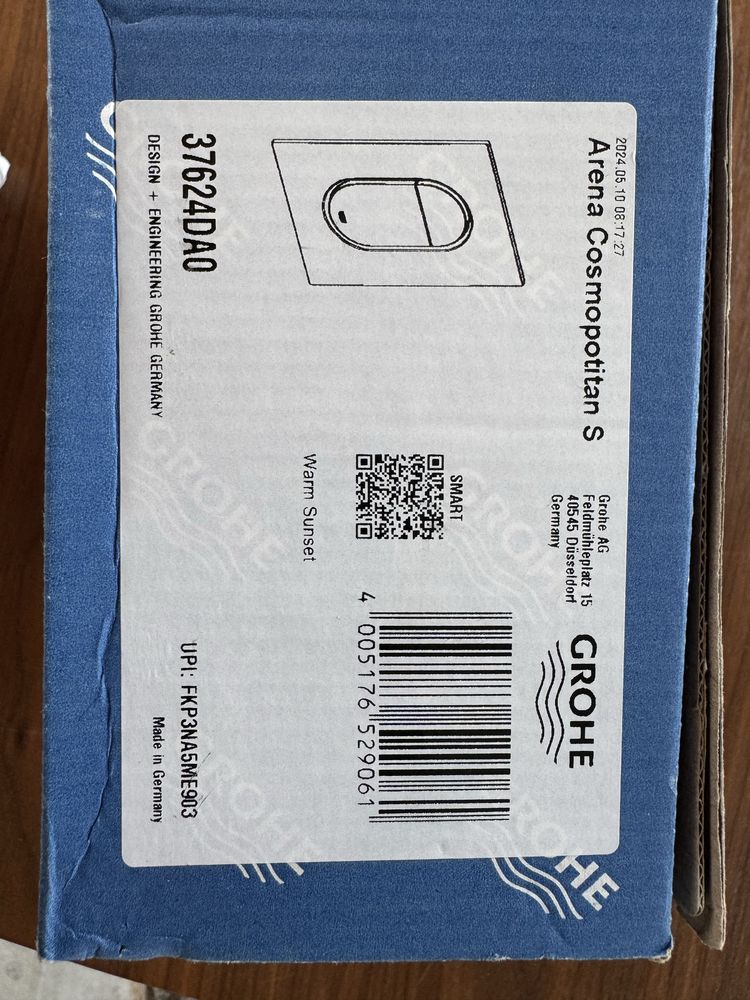 2024.05.10 08:17:27
Arena Cosmopotitan S
Grohe AG
Feldmühleplatz 15
40545 Düsseldorf
Germany
GROHE
SMART
Warm Sunset
4 005176 529061
37624DA0
DESIGN + ENGINEERING GROHE GERMANY
UPI: FKP3NA5ME903
Made in Germany
GROHE
GROHE
GROHE
GROHE
GROHE